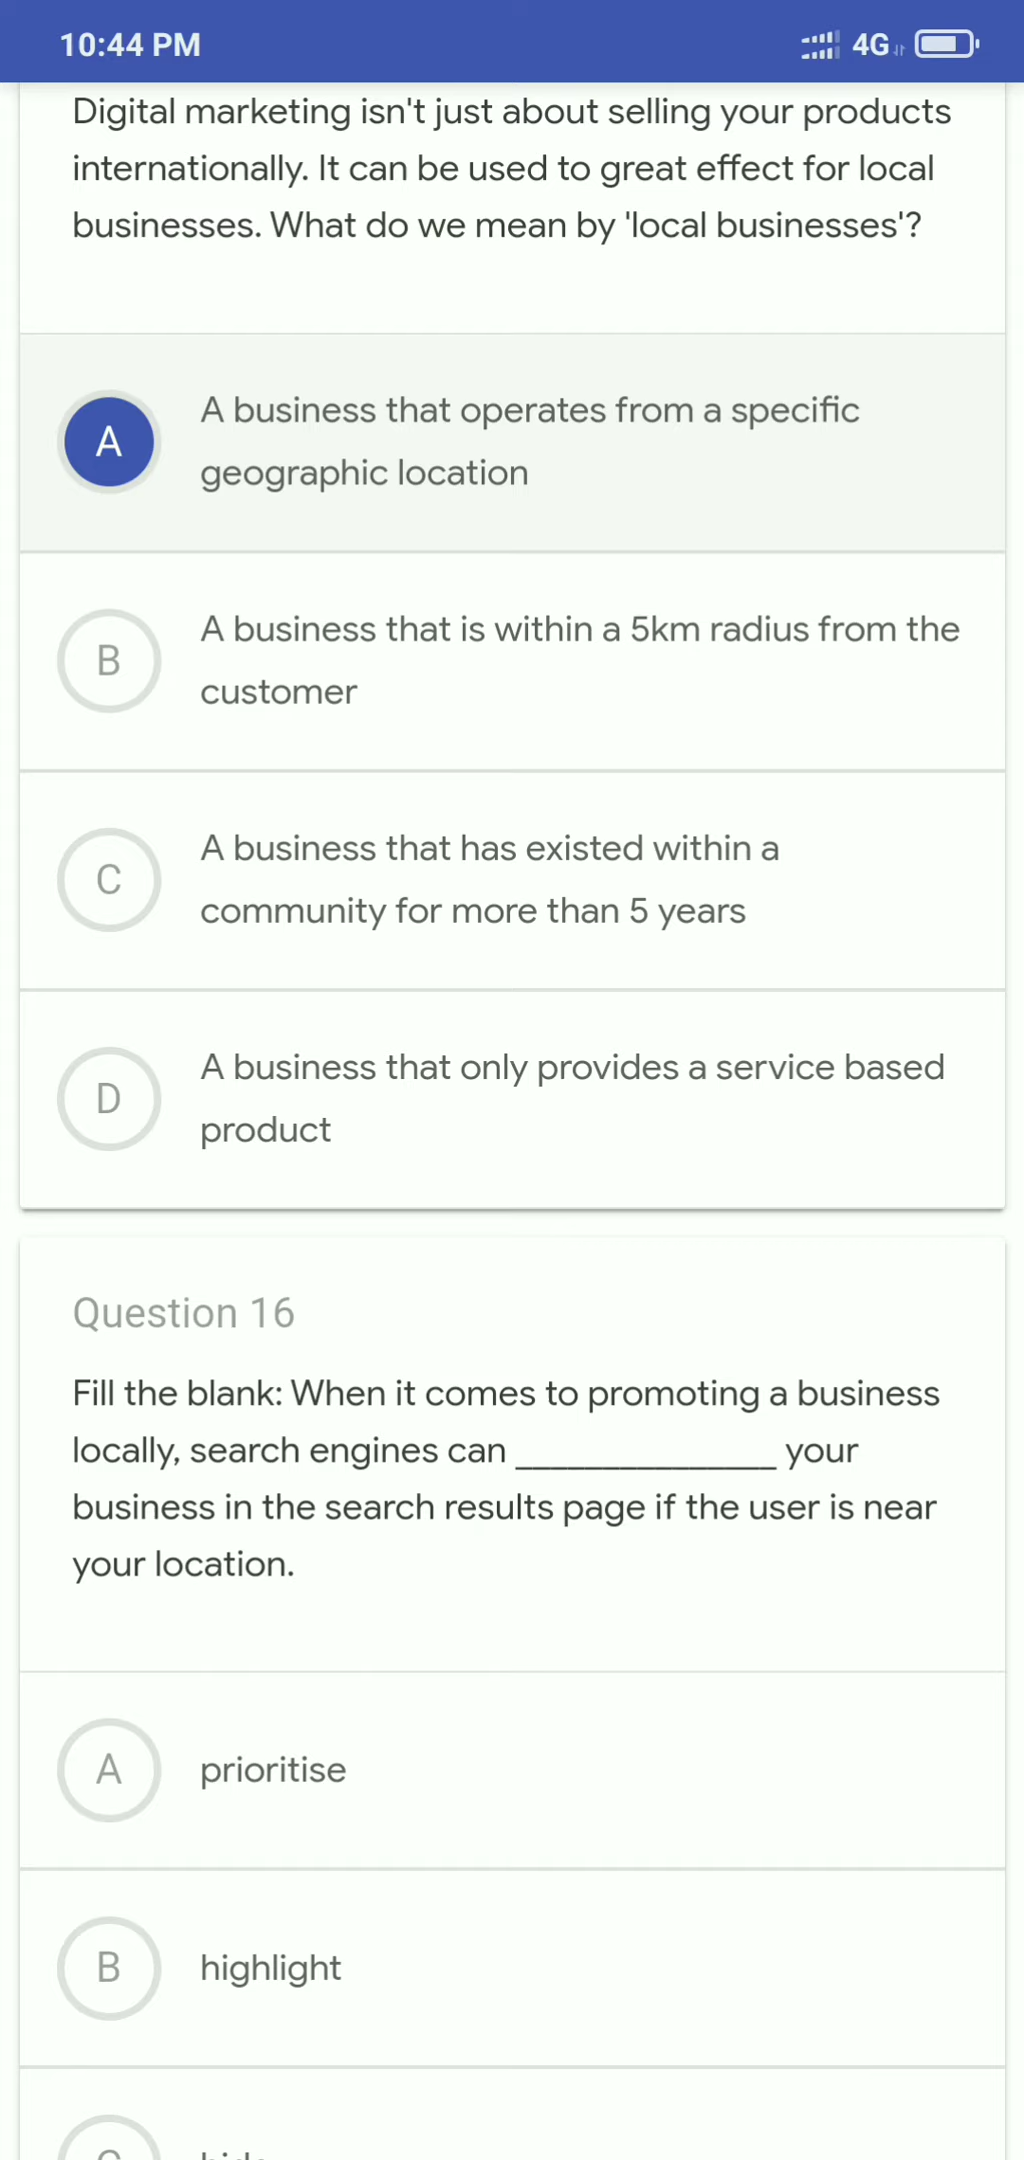 10:44 PM
4G
Digital marketing isn't just about selling your products
internationally. It can be used to great effect for local
businesses. What do we mean by 'local businesses'?
A
A business that operates from a specific
geographic location
B
A business that is within a 5km radius from the
customer
C
A business that has existed within a
community for more than 5 years
D
A business that only provides a service based
product
Question 16
Fill the blank: When it comes to promoting a business
locally, search engines can ______________ your
business in the search results page if the user is near
your location.
A
prioritise
B
highlight